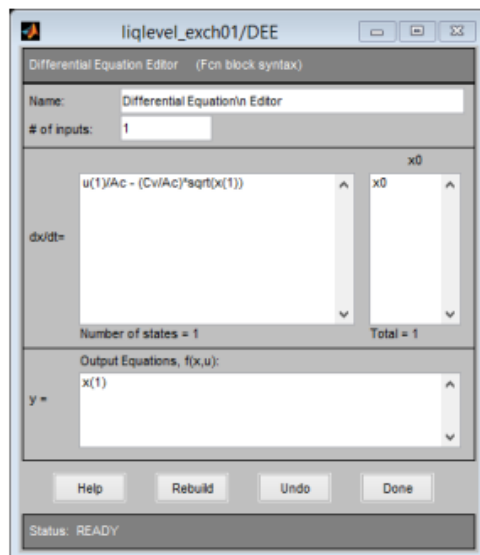 liqlevel_exch01/DEE
Differential Equation Editor (Fcn block syntax)
Name: Differential Equation\n Editor
# of inputs: 1
x0
dx/dt= u(1)/Ac - (Cv/Ac)*sqrt(x(1)) x0
Number of states = 1 Total = 1
Output Equations, f(x,u):
y = x(1)
Help Rebuild Undo Done
Status: READY